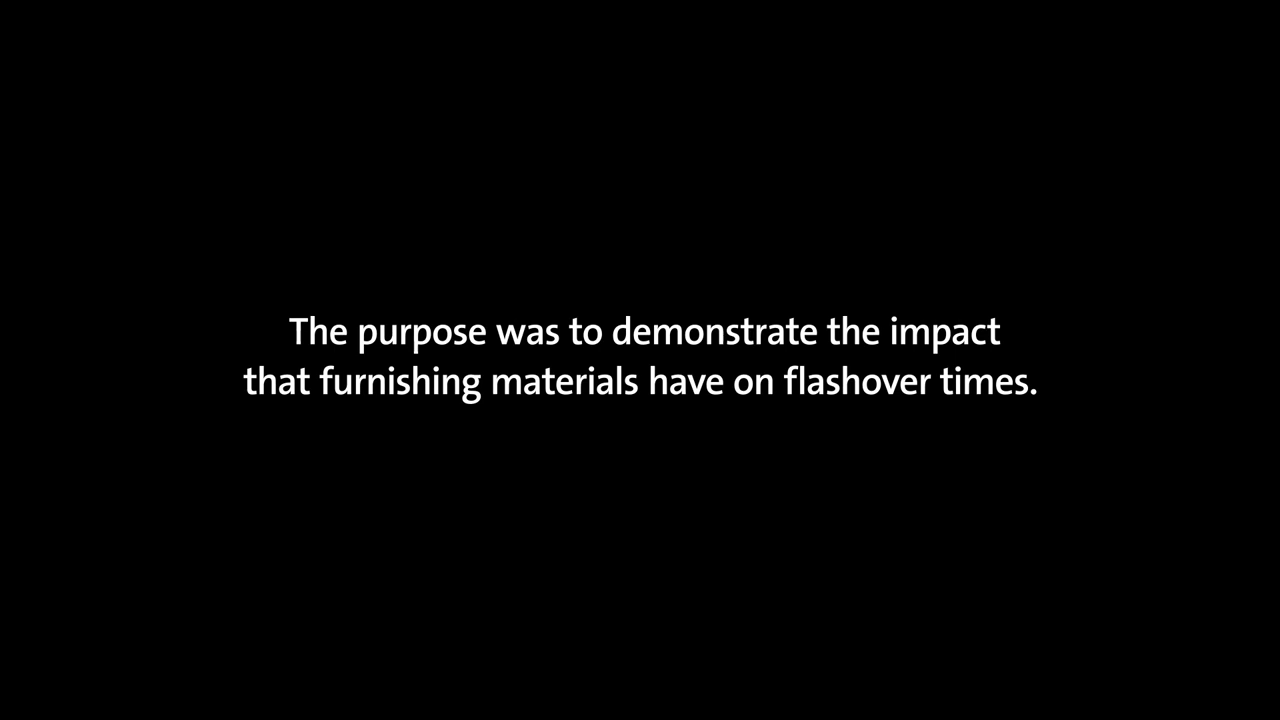 The purpose was to demonstrate the impact
that furnishing materials have on flashover times.